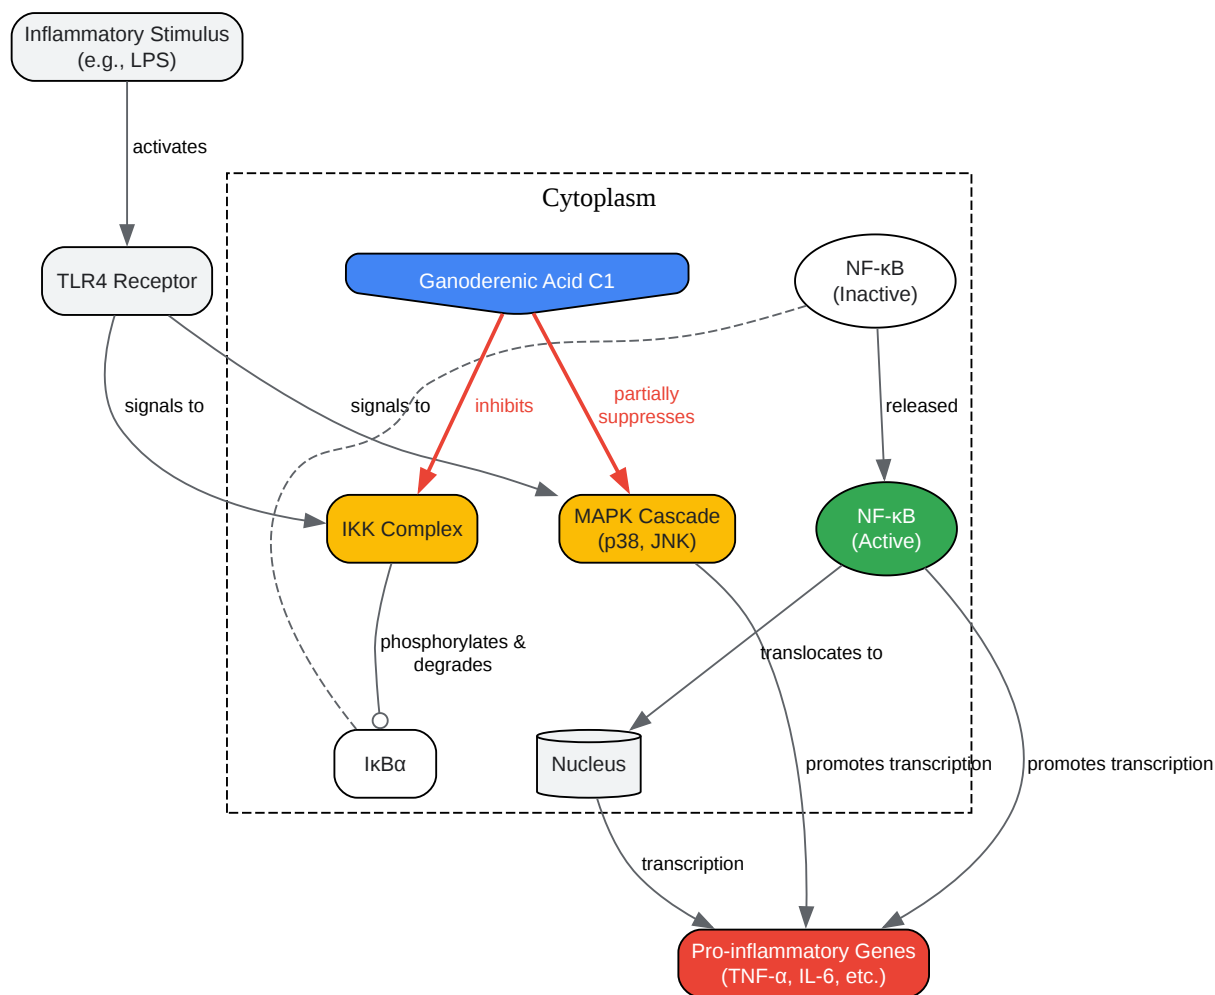 Inflammatory Stimulus
(e.g., LPS)
activates
Cytoplasm
TLR4 Receptor
Ganoderenic Acid C1
NF-κB
(Inactive)
signals to
signals to
inhibits
partially
suppresses
released
IKK Complex
MAPK Cascade
(p38, JNK)
NF-κB
(Active)
phosphorylates &
degrades
translocates to
IκBα
Nucleus
promotes transcription
promotes transcription
transcription
Pro-inflammatory Genes
(TNF-α, IL-6, etc.)